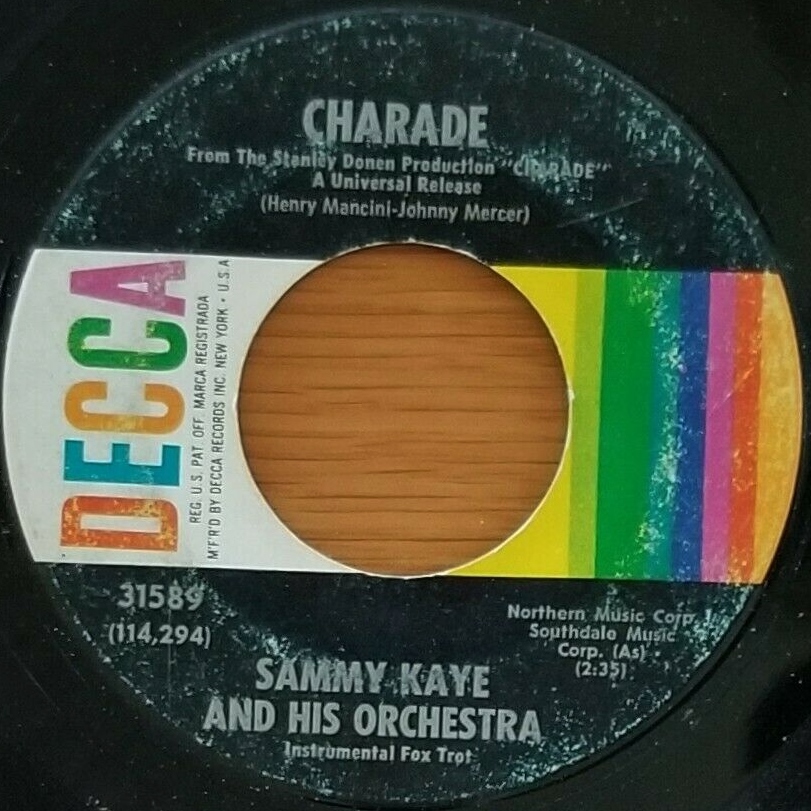 CHARADE
From The Stanley Donen Production "CHARADE"
A Universal Release
(Henry Mancini-Johnny Mercer)
DECCA
REG. U.S. PAT. OFF. MARCA REGISTRADA
M'F'R'D BY DECCA RECORDS INC. NEW YORK • U.S.A
31589
(114,294)
Northern Music Corp.
Southdale Music
Corp. (As) •
(2:35)
SAMMY KAYE
AND HIS ORCHESTRA
Instrumental Fox Trot